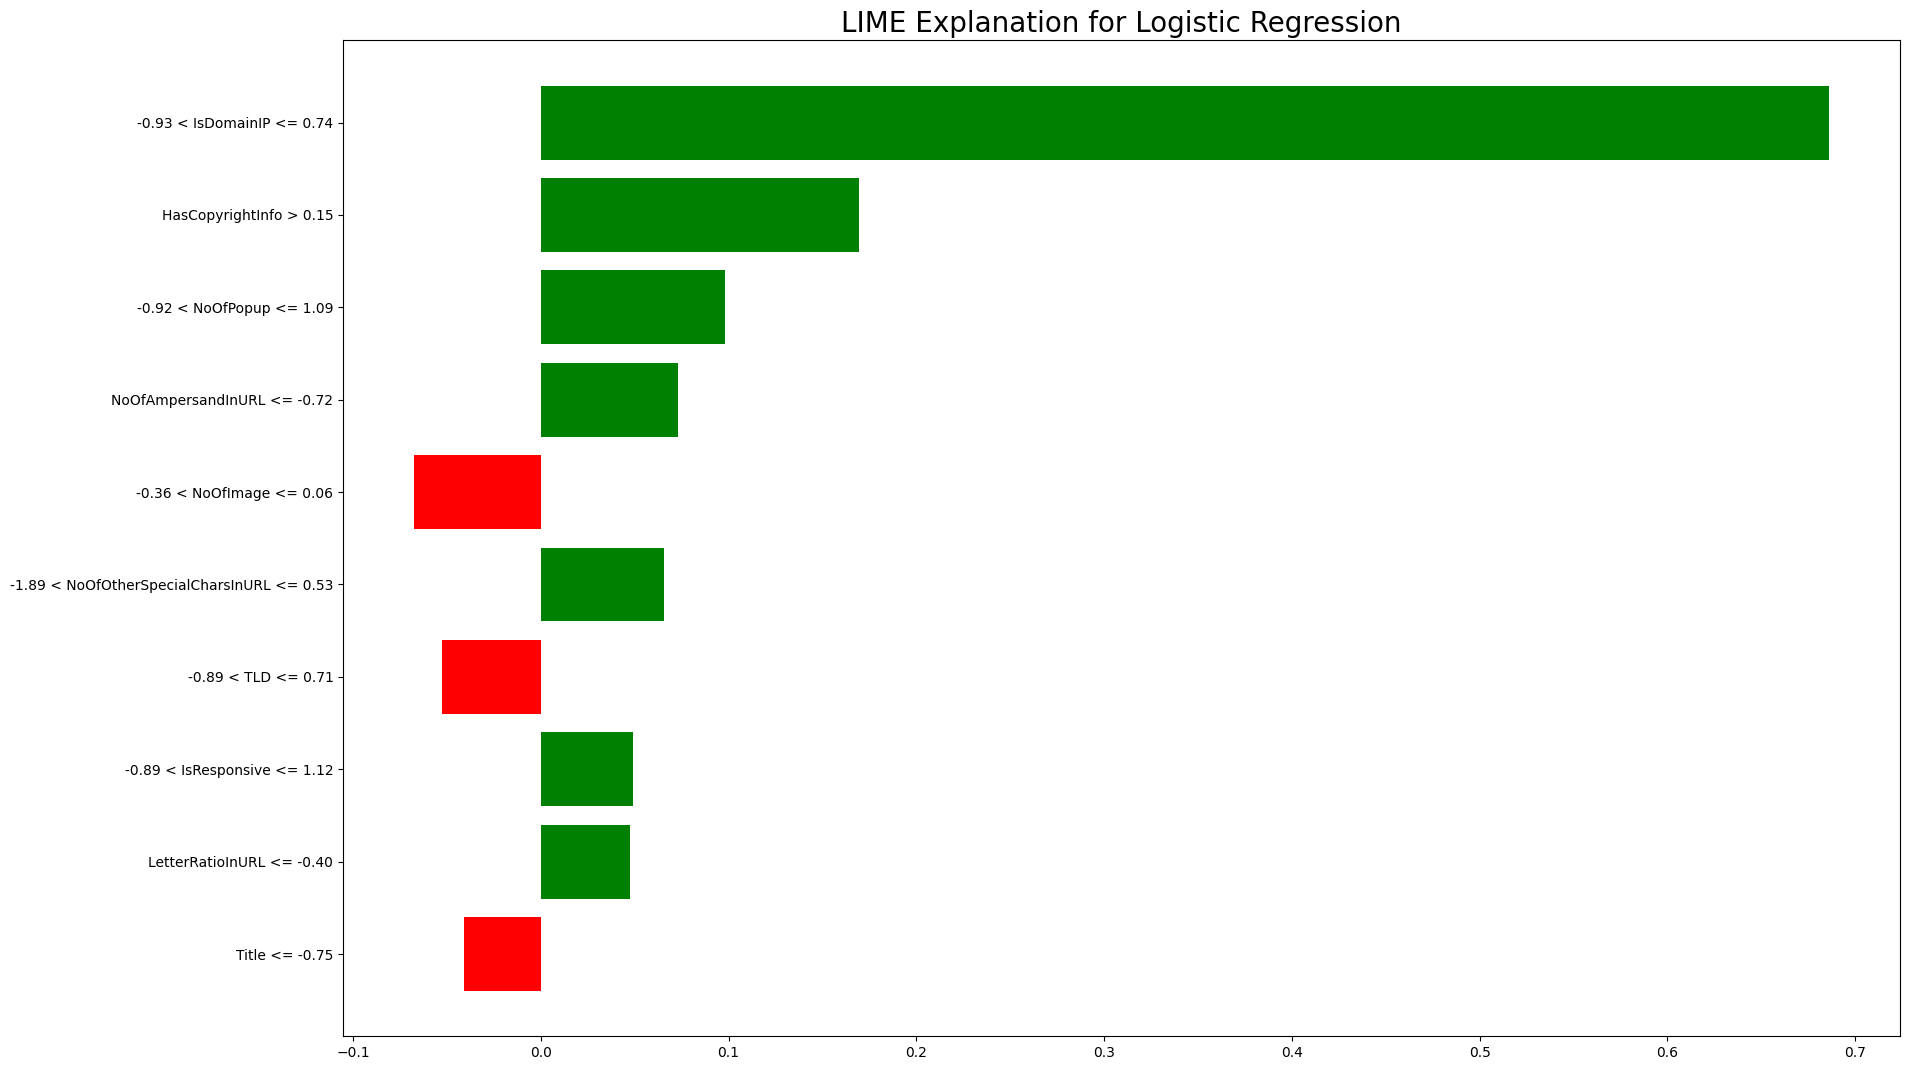 LIME Explanation for Logistic Regression
-0.93 < IsDomainIP <= 0.74
HasCopyrightInfo > 0.15
-0.92 < NoOfPopup <= 1.09
NoOfAmpersandInURL <= -0.72
-0.36 < NoOfImage <= 0.06
-1.89 < NoOfOtherSpecialCharsInURL <= 0.53
-0.89 < TLD <= 0.71
-0.89 < IsResponsive <= 1.12
LetterRatioInURL <= -0.40
Title <= -0.75
−0.1 0.0 0.1 0.2 0.3 0.4 0.5 0.6 0.7